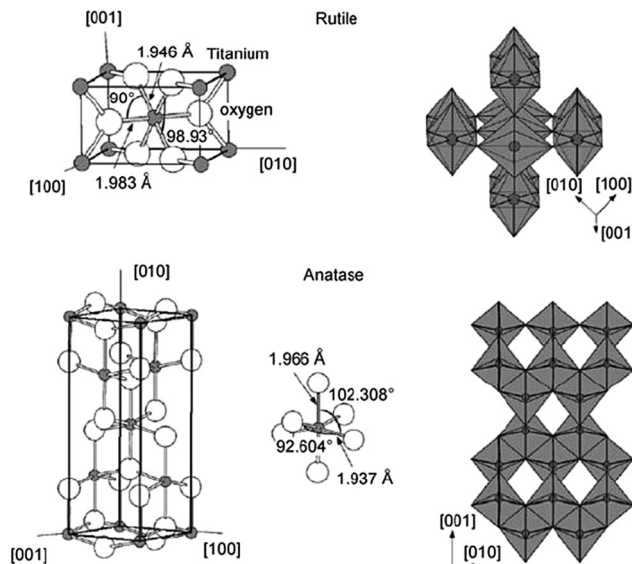 [001]
Rutile
1.946 Å
Titanium
90°
oxygen
98.93°
[010]
[100]
1.983 Å
[010]
[100]
[001
[010]
Anatase
1.966 Å
102.308°
92.604°
1.937 Å
[001]
[100]
[001]
[010]